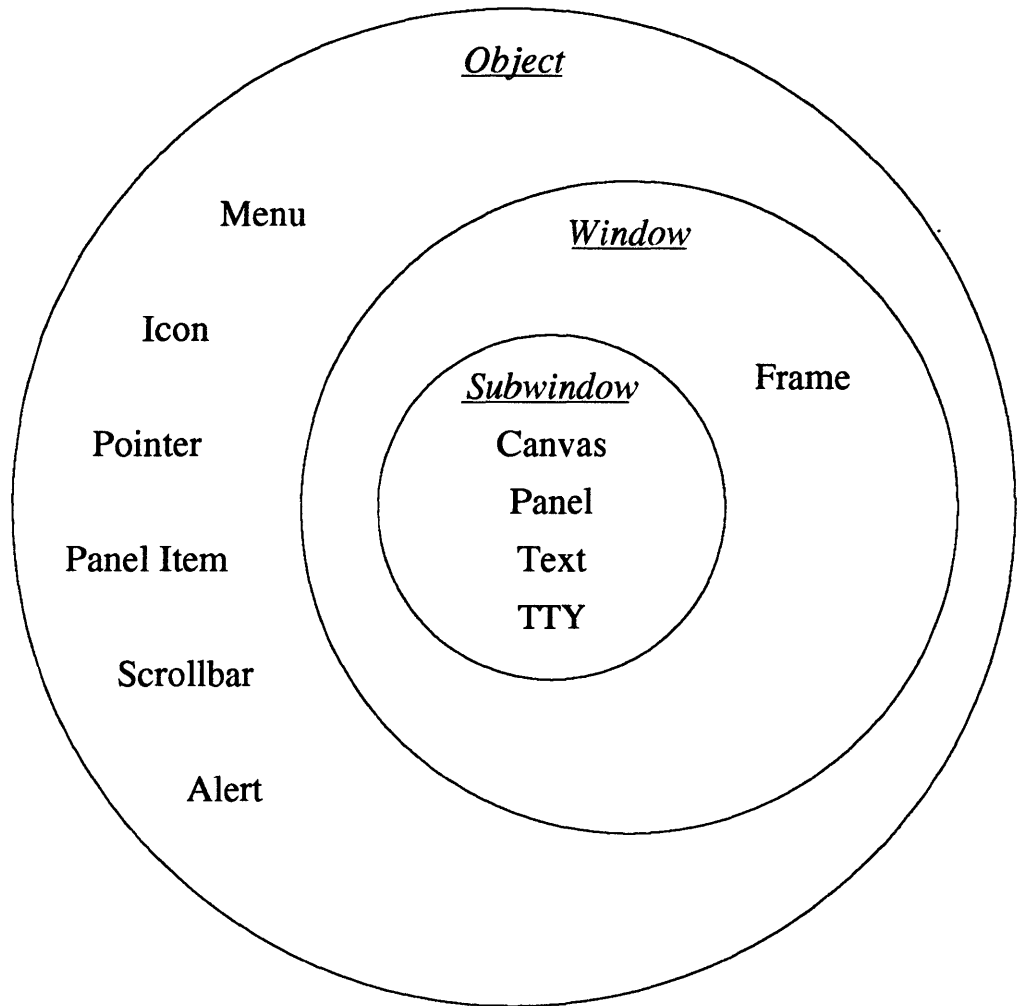 Object
Menu
Window
Icon
Frame
Subwindow
Pointer
Canvas
Panel
Panel Item
Text
TTY
Scrollbar
Alert